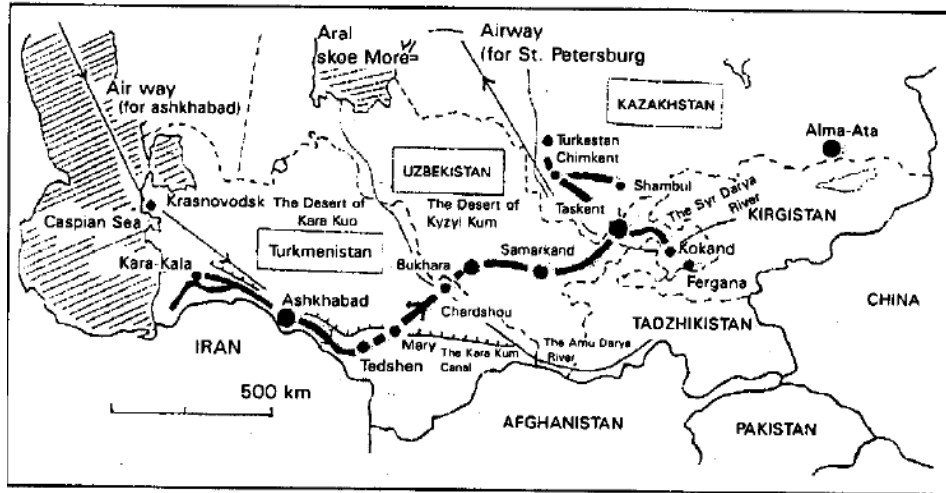 Aral
skoe More
Airway
(for St. Petersburg
Air way
(for ashkhabad)
KAZAKHSTAN
Alma-Ata
Turkestan
Chimkent
UZBEKISTAN
Shambul
Krasnovodsk
The Desert of
Kara Kuo
The Desert of
Kyzyi Kum
Taskent
The Syr Darya
River
KIRGISTAN
Caspian Sea
Turkmenistan
Samarkand
Kokand
Kara-Kala
Bukhara
Fergana
Ashkhabad
Chardshou
CHINA
TADZHIKISTAN
IRAN
Mary
The Amu Darya
River
Tedshen
The Kara Kum
Canal
500 km
AFGHANISTAN
PAKISTAN